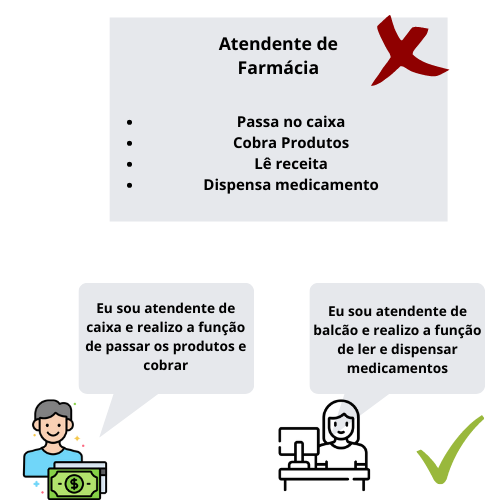 Atendente de
Farmácia
Passa no caixa
Cobra Produtos
Lê receita
Dispensa medicamento
Eu sou atendente de
caixa e realizo a função
de passar os produtos e
cobrar
Eu sou atendente de
balcão e realizo a função
de ler e dispensar
medicamentos